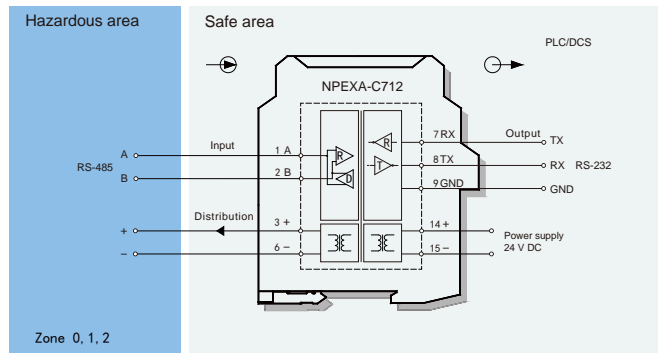 Hazardous area
Safe area
PLC/DCS
NPEXA-C712
7 RX
Output
TX
Input
1 A
R
R
A
8 TX
RX
RS-232
RS-485
T
B
2 B
D
9 GND
GND
Distribution
3 +
14 +
+
Power supply
24 V DC
6 −
15 −
−
Zone 0, 1, 2